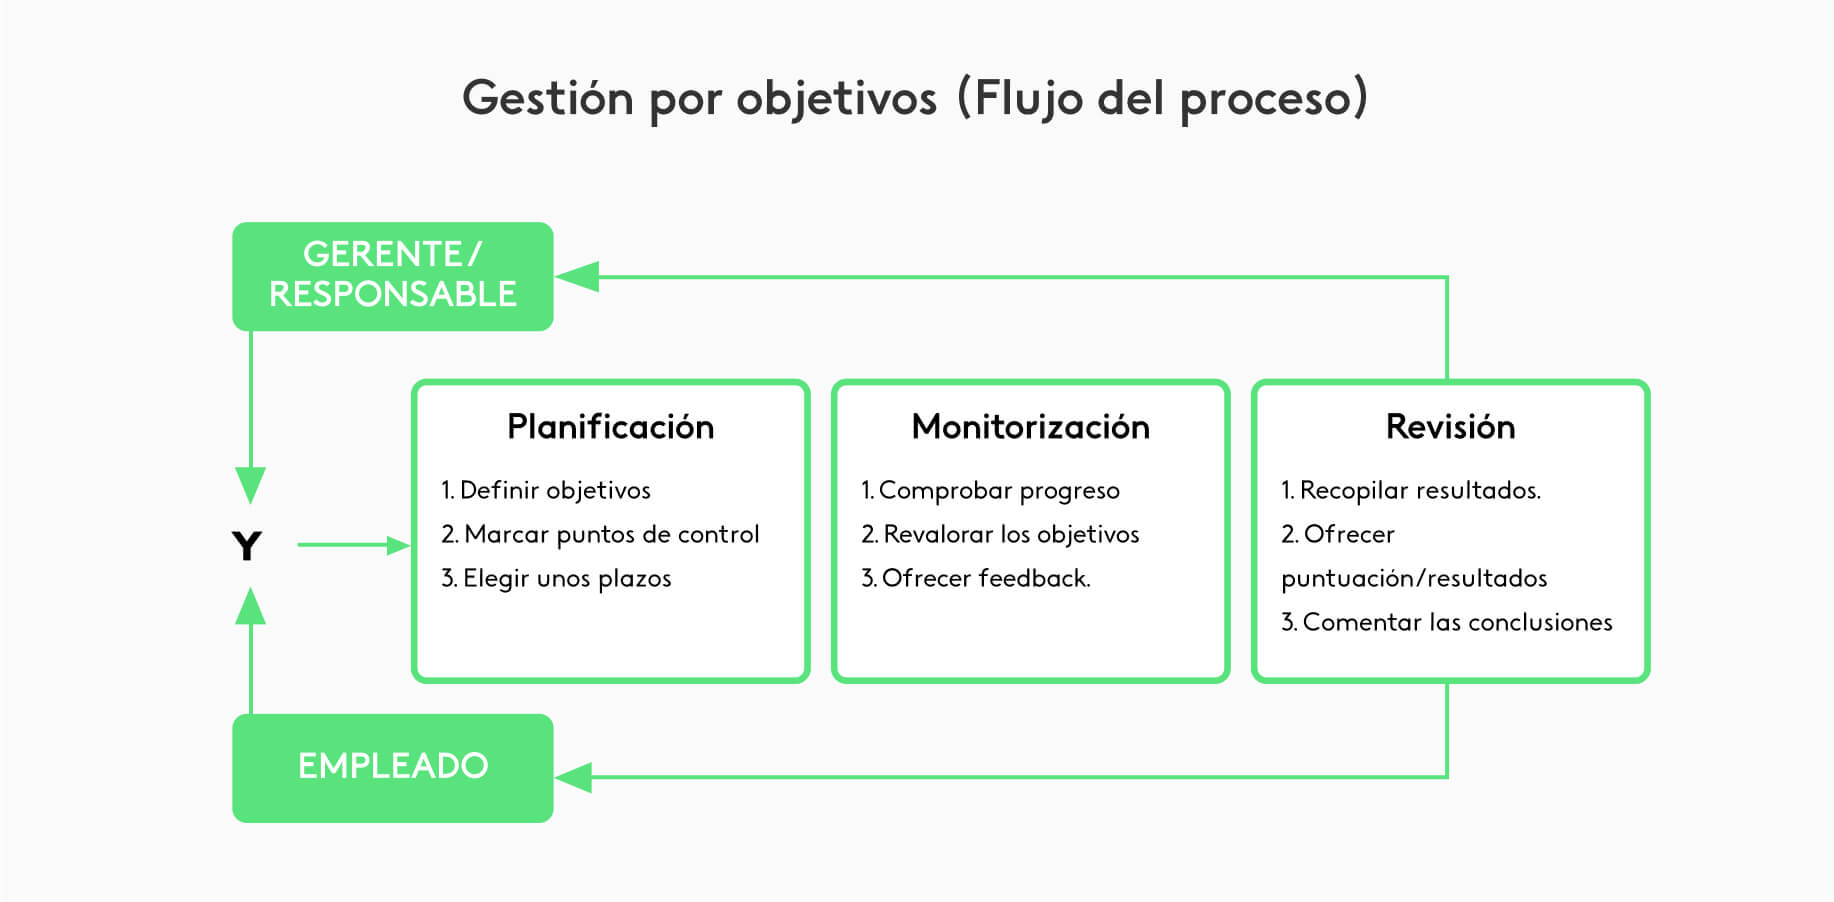 Gestión por objetivos (Flujo del proceso)
GERENTE/
RESPONSABLE
Y
Planificación
1. Definir objetivos
2. Marcar puntos de control
3. Elegir unos plazos
Monitorización
1. Comprobar progreso
2. Revalorar los objetivos
3. Ofrecer feedback.
Revisión
1. Recopilar resultados.
2. Ofrecer
puntuación/resultados
3. Comentar las conclusiones
EMPLEADO